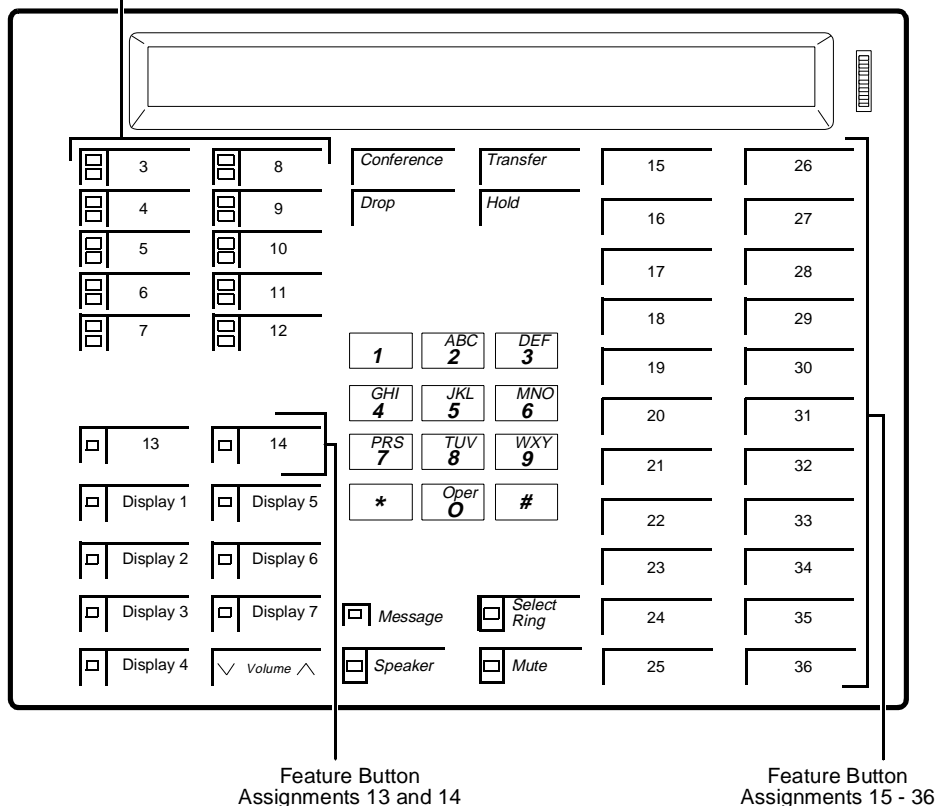 3 8 Conference Transfer 15 26
4 9 Drop Hold 16 27
5 10 17 28
6 11 18 29
7 12 ABC DEF
1 2 3 19 30
GHI JKL MNO
4 5 6 20 31
13 14 PRS TUV WXY
7 8 9 21 32
Display 1 Display 5 * Oper #
O 22 33
Display 2 Display 6 23 34
Display 3 Display 7 Message Select
Ring 24 35
Display 4 Volume Speaker Mute 25 36
Feature Button
Assignments 13 and 14
Feature Button
Assignments 15 - 36